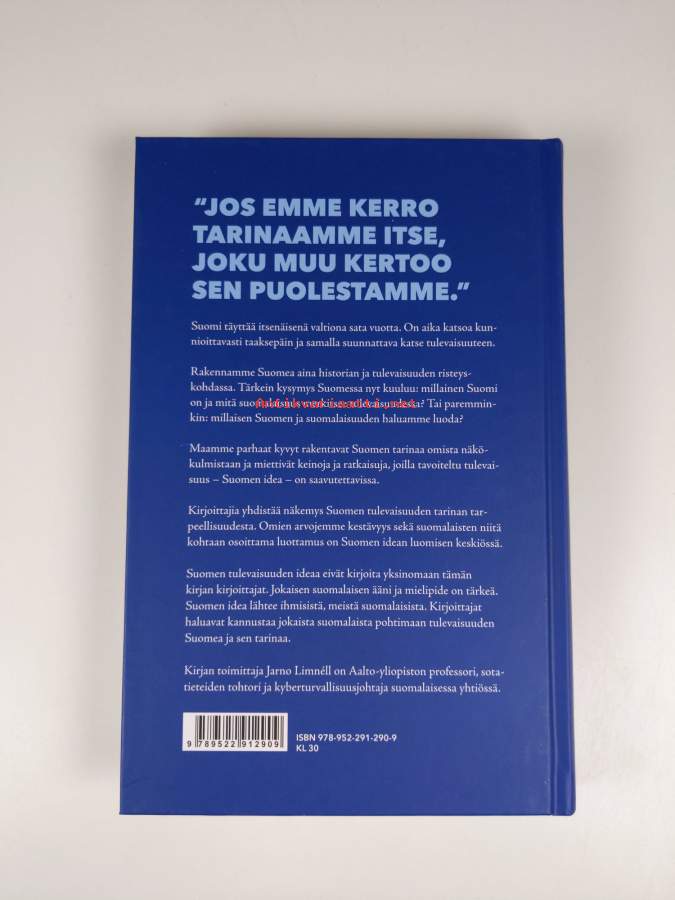 “JOS EMME KERRO
TARINAAMME ITSE,
JOKU MUU KERTOO
SEN PUOLESTAMME.”
Suomi täyttää itsenäisenä valtiona sata vuotta. On aika katsoa kun-
nioittavasti taaksepäin ja samalla suunnattava katse tulevaisuuteen.
Rakennamme Suomea aina historian ja tulevaisuuden risteys-
kohdassa. Tärkein kysymys Suomessa nyt kuuluu: millainen Suomi
on ja mitä suomalaisuus merkitsee tulevaisuudessa? Tai paremmin-
Antikvariaatti.net
kin: millaisen Suomen ja suomalaisuuden haluamme luoda?
Maamme parhaat kyvyt rakentavat Suomen tarinaa omista näkö-
kulmistaan ja miettivät keinoja ja ratkaisuja, joilla tavoiteltu tulevai-
suus – Suomen idea – on saavutettavissa.
Kirjoittajia yhdistää näkemys Suomen tulevaisuuden tarinan tar-
peellisuudesta. Omien arvojemme kestävyys sekä suomalaisten niitä
kohtaan osoittama luottamus on Suomen idean luomisen keskiössä.
Suomen tulevaisuuden ideaa eivät kirjoita yksinomaan tämän
kirjan kirjoittajat. Jokaisen suomalaisen ääni ja mielipide on tärkeä.
Suomen idea lähtee ihmisistä, meistä suomalaisista. Kirjoittajat
haluavat kannustaa jokaista suomalaista pohtimaan tulevaisuuden
Suomea ja sen tarinaa.
Kirjan toimittaja Jarno Limnéll on Aalto-yliopiston professori, sota-
tieteiden tohtori ja kyberturvallisuusjohtaja suomalaisessa yhtiössä.
9 789522 912909
ISBN 978-952-291-290-9
KL 30